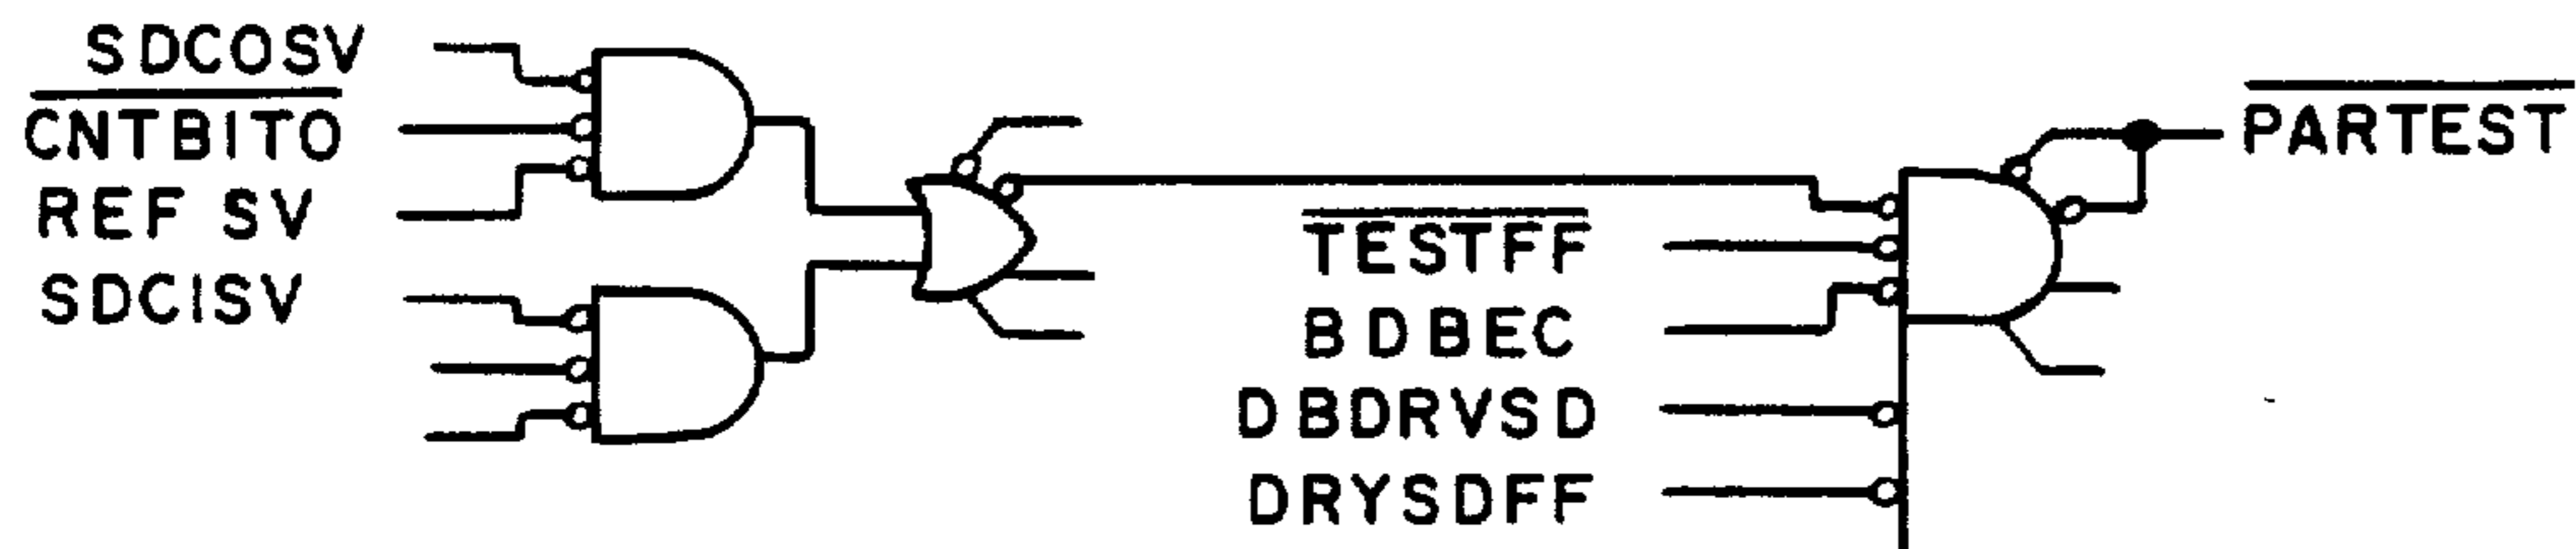 SDCOSV
CNTBITO
REF SV
SDCISV
TESTFF
BDBEC
DBDRVSD
DRYSDFF
PARTEST